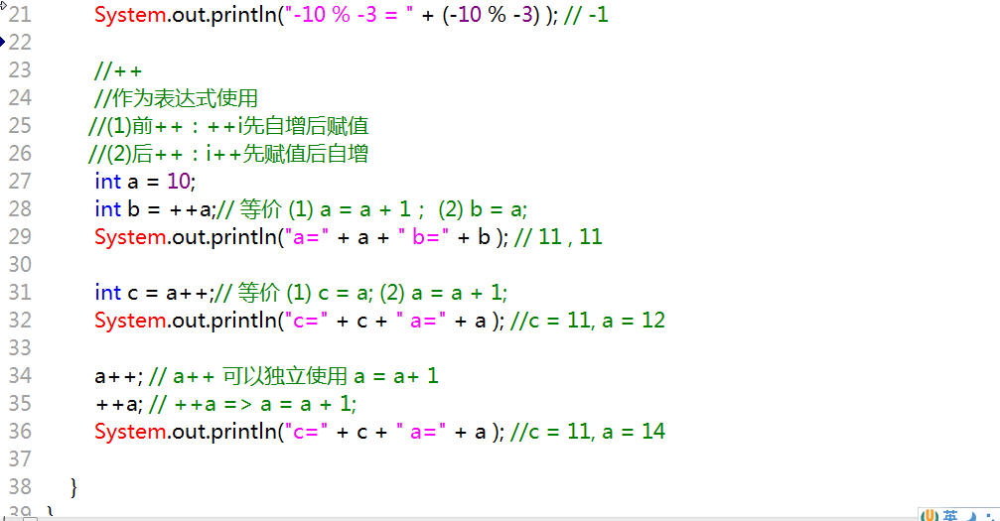 21 System.out.println("-10 % -3 = " + (-10 % -3) ); // -1
22
23 //++
24 //作为表达式使用
25 //(1)前++：++i先自增后赋值
26 //(2)后++：i++先赋值后自增
27 int a = 10;
28 int b = ++a;// 等价 (1) a = a + 1； (2) b = a;
29 System.out.println("a=" + a + " b=" + b ); // 11 , 11
30
31 int c = a++;// 等价 (1) c = a; (2) a = a + 1;
32 System.out.println("c=" + c + " a=" + a ); //c = 11, a = 12
33
34 a++; // a++ 可以独立使用 a = a+ 1
35 ++a; // ++a => a = a + 1;
36 System.out.println("c=" + c + " a=" + a ); //c = 11, a = 14
37
38 }
39 }
英